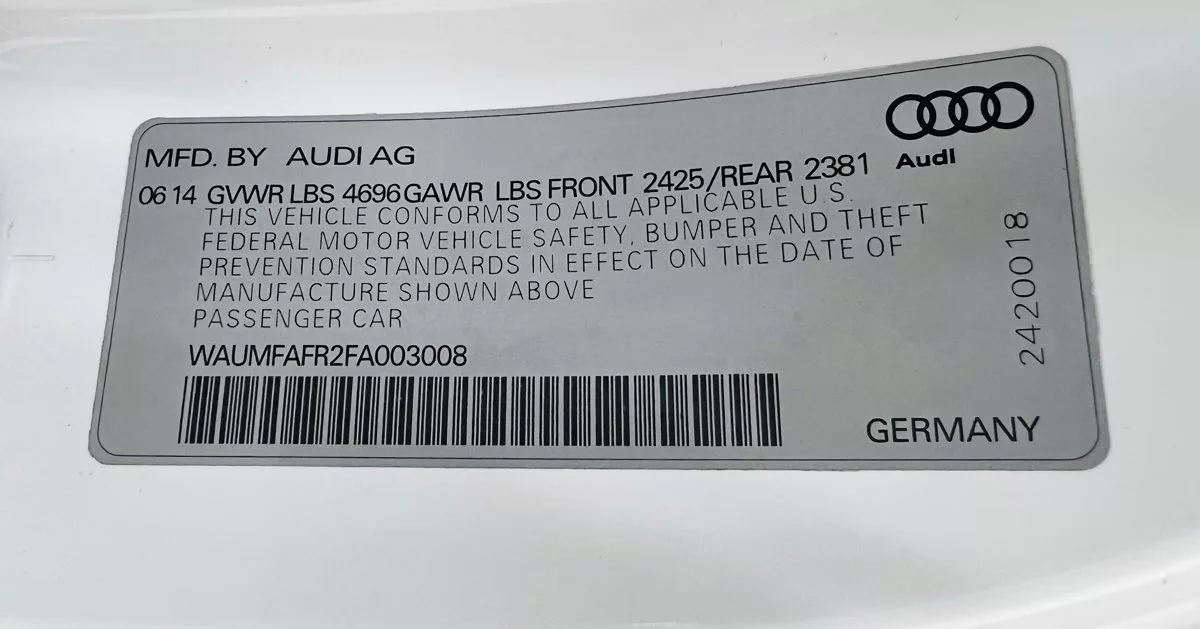 MFD. BY AUDI AG
Audi
06 14 GVWR LBS 4696 GAWR LBS FRONT 2425/REAR 2381
THIS VEHICLE CONFORMS TO ALL APPLICABLE U.S.
FEDERAL MOTOR VEHICLE SAFETY, BUMPER AND THEFT
PREVENTION STANDARDS IN EFFECT ON THE DATE OF
MANUFACTURE SHOWN ABOVE
PASSENGER CAR
WAUMFAFR2FA003008
2420018
GERMANY